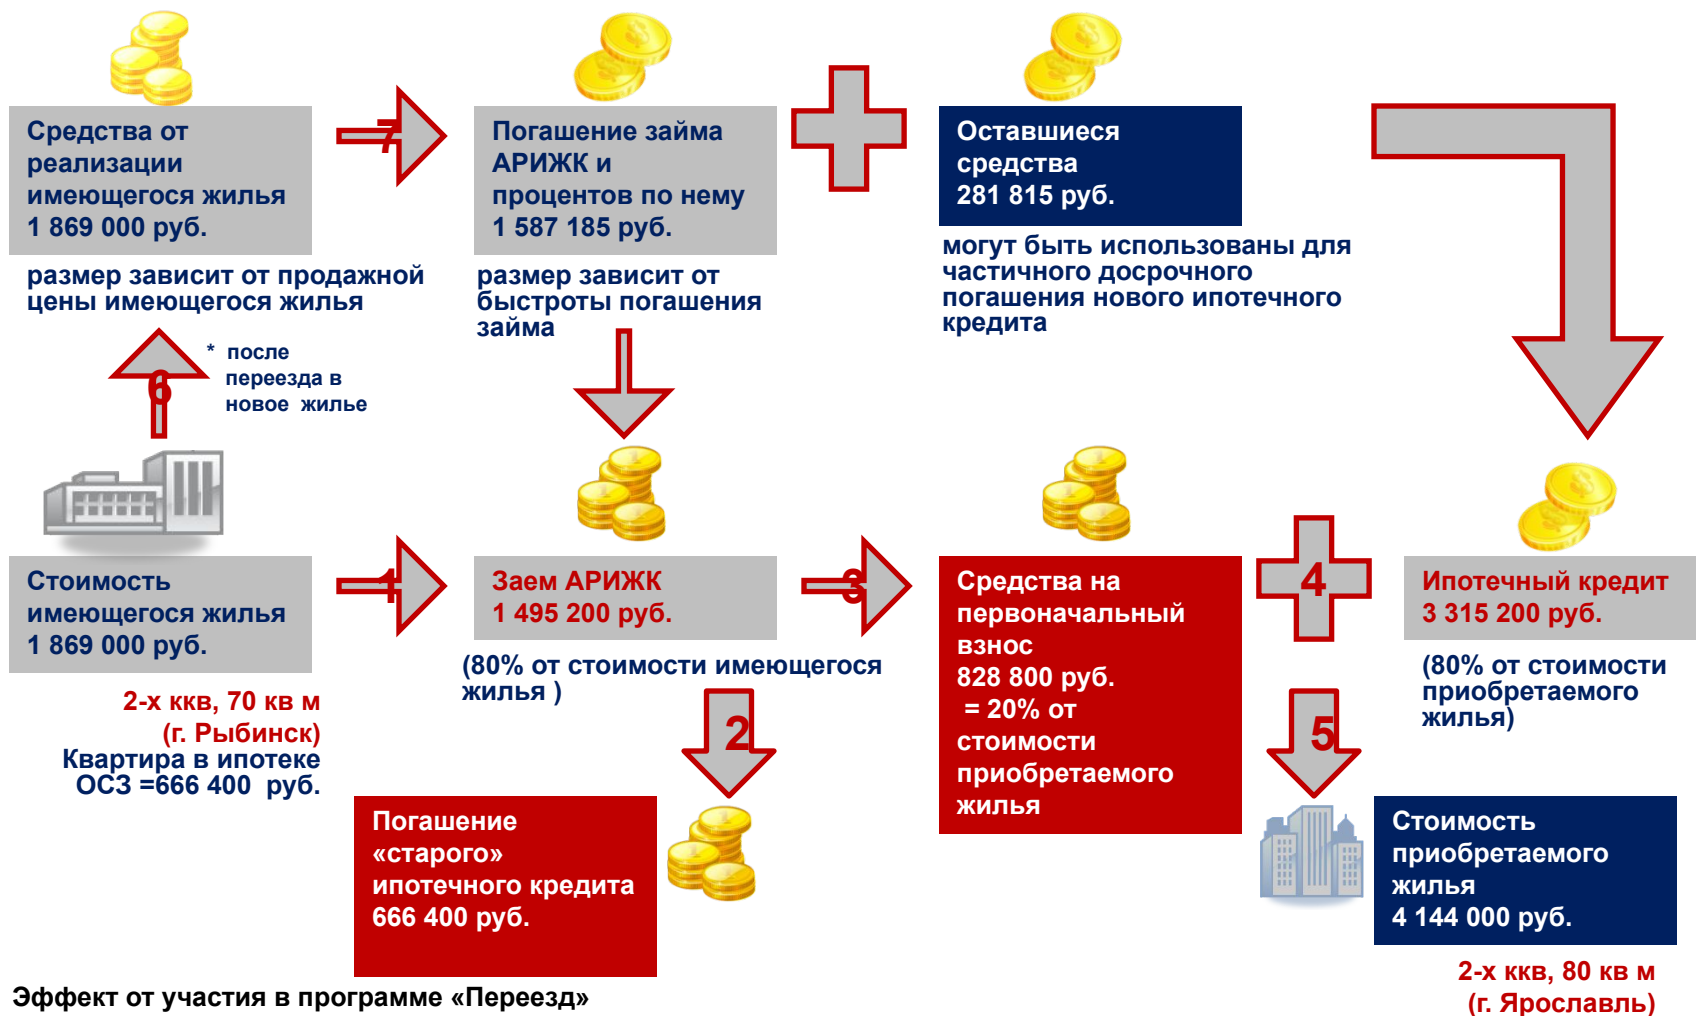 Средства от
реализации
имеющегося жилья
1 869 000 руб.
7
Погашение займа
АРИЖК и
процентов по нему
1 587 185 руб.
Оставшиеся
средства
281 815 руб.
размер зависит от продажной
цены имеющегося жилья
размер зависит от
быстроты погашения
займа
могут быть использованы для
частичного досрочного
погашения нового ипотечного
кредита
6
* после
переезда в
новое жилье
Стоимость
имеющегося жилья
1 869 000 руб.
1
Заем АРИЖК
1 495 200 руб.
3
Средства на
первоначальный
взнос
828 800 руб.
= 20% от
стоимости
приобретаемого
жилья
4
Ипотечный кредит
3 315 200 руб.
(80% от стоимости имеющегося
жилья )
(80% от стоимости
приобретаемого
жилья)
2-х ккв, 70 кв м
(г. Рыбинск)
Квартира в ипотеке
ОСЗ =666 400 руб.
2
5
Погашение
«старого»
ипотечного кредита
666 400 руб.
Стоимость
приобретаемого
жилья
4 144 000 руб.
2-х ккв, 80 кв м
(г. Ярославль)
Эффект от участия в программе «Переезд»